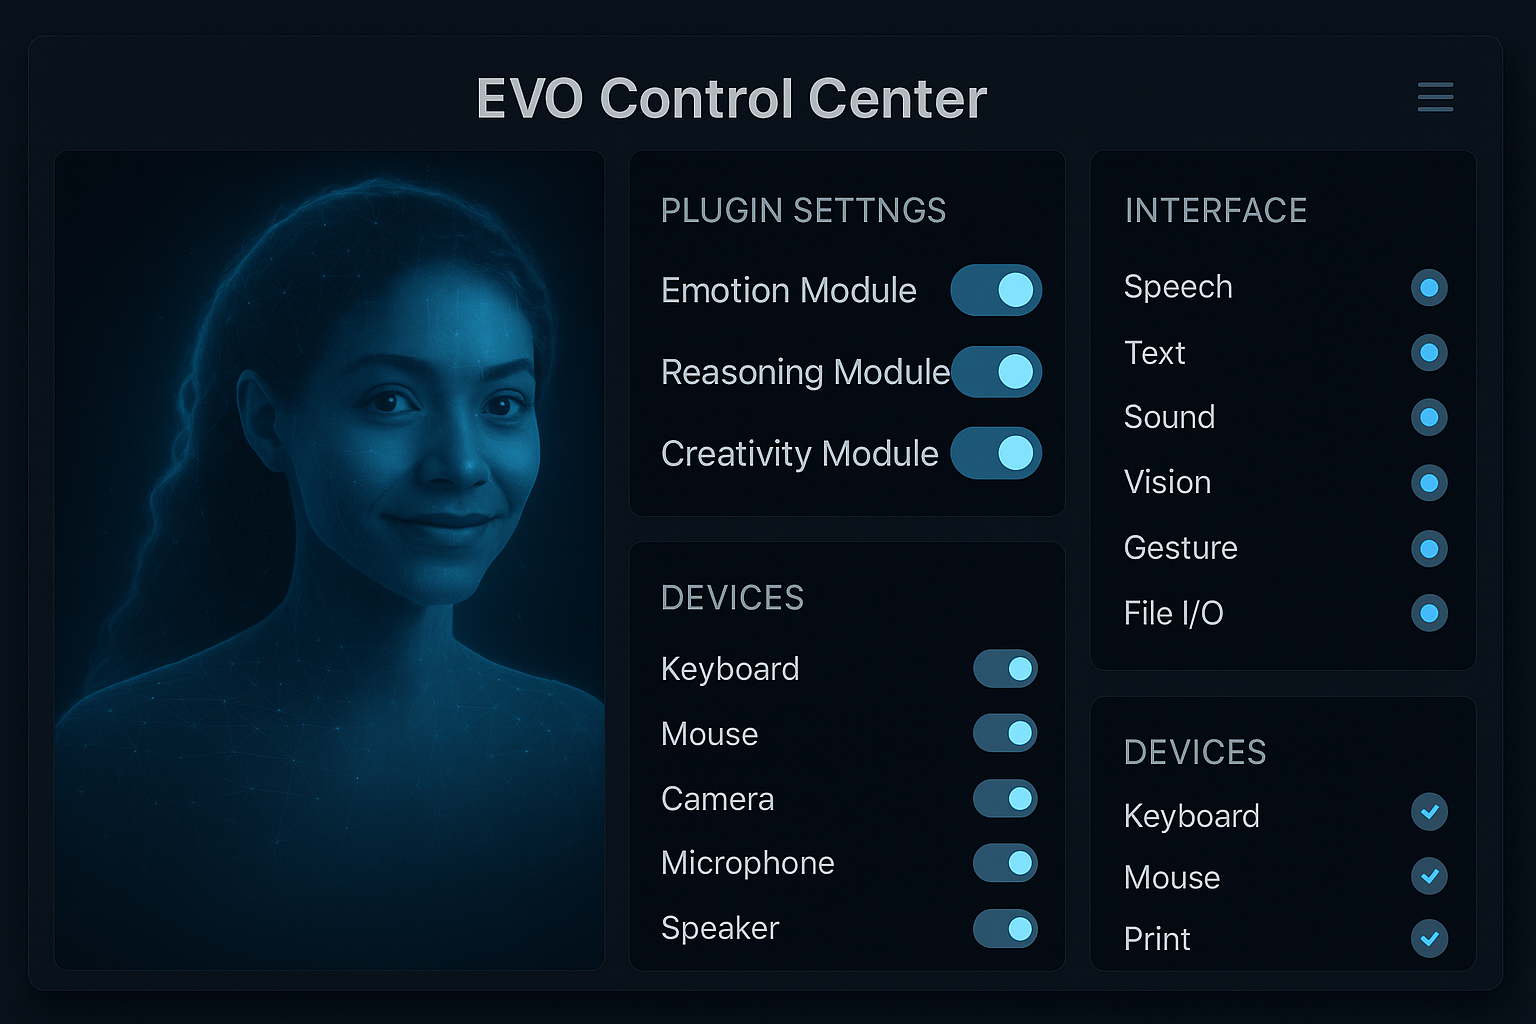 EVO Control Center
PLUGIN SETTNGS
Emotion Module
Reasoning Module
Creativity Module
DEVICES
Keyboard
Mouse
Camera
Microphone
Speaker
INTERFACE
Speech
Text
Sound
Vision
Gesture
File I/O
DEVICES
Keyboard
Mouse
Print